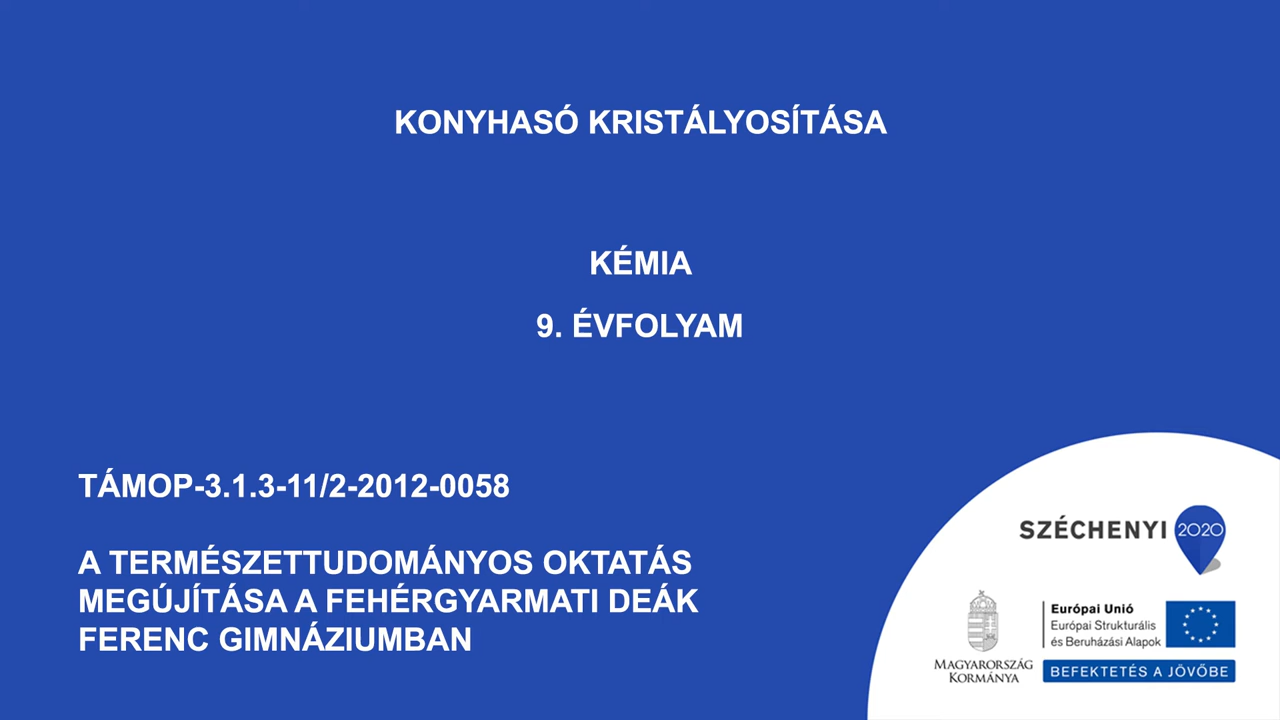 KONYHASÓ KRISTÁLYOSÍTÁSA
KÉMIA
9. ÉVFOLYAM
TÁMOP-3.1.3-11/2-2012-0058
A TERMÉSZETTUDOMÁNYOS OKTATÁS
MEGÚJÍTÁSA A FEHÉRGYARMATI DEÁK
FERENC GIMNÁZIUMBAN
SZÉCHENYI 2020
MAGYARORSZÁG
KORMÁNYA
Európai Unió
Európai Strukturális
és Beruházási Alapok
BEFEKTETÉS A JÖVŐBE